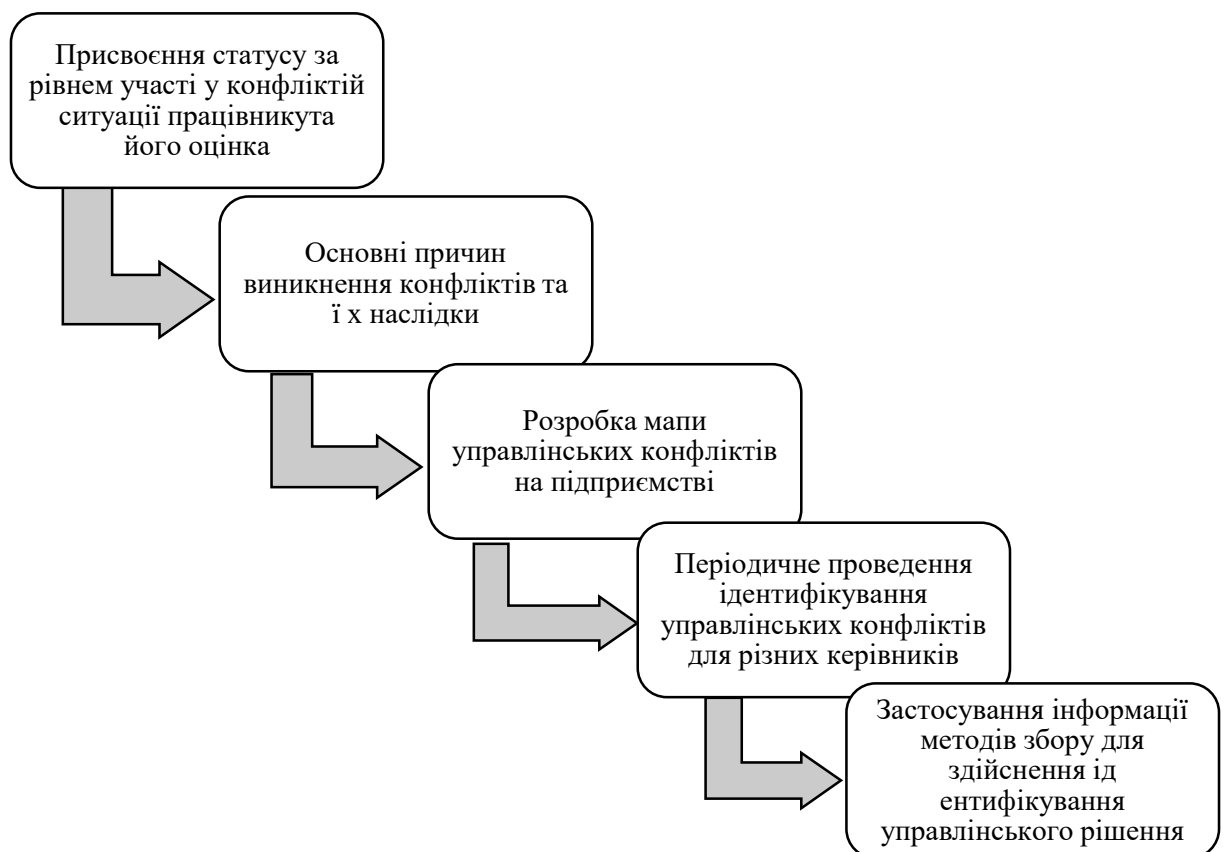 Присвоєння статусу за
рівнем участі у конфліктій
ситуації працівникута
його оцінка
Основні причин
виникнення конфліктів та
ї х наслідки
Розробка мапи
управлінських конфліктів
на підприємстві
Періодичне проведення
ідентифікування
управлінських конфліктів
для різних керівників
Застосування інформації
методів збору для
здійснення ід
ентифікування
управлінського рішення